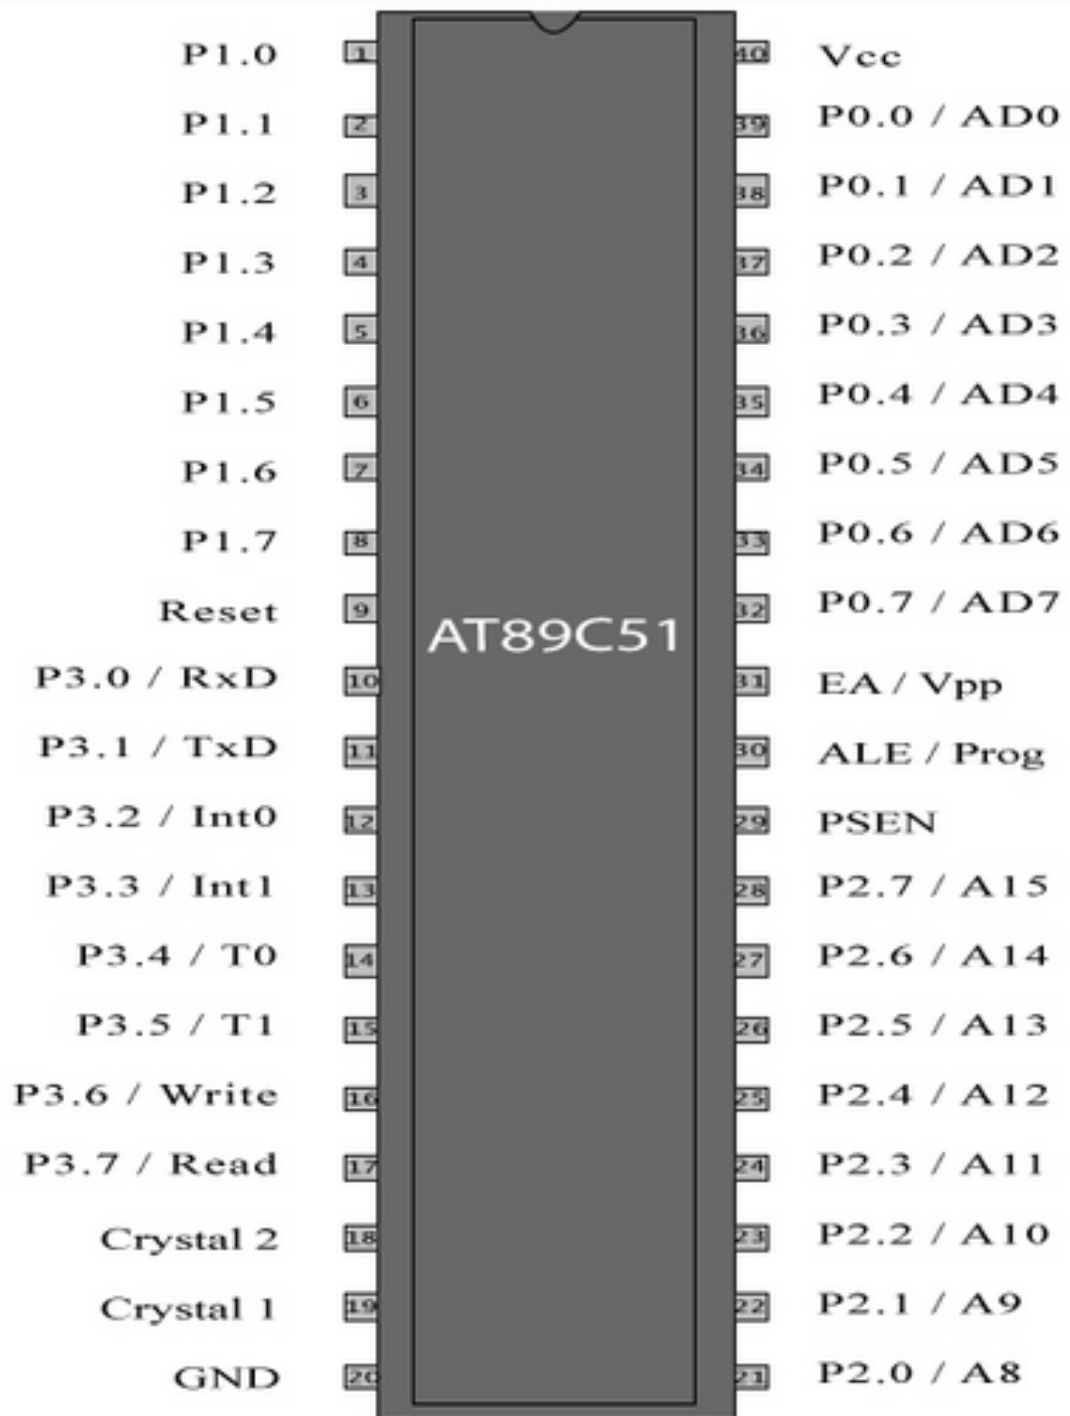 P1.0 1 40 Vcc
P1.1 2 39 P0.0 / AD0
P1.2 3 38 P0.1 / AD1
P1.3 4 37 P0.2 / AD2
P1.4 5 36 P0.3 / AD3
P1.5 6 35 P0.4 / AD4
P1.6 7 34 P0.5 / AD5
P1.7 8 33 P0.6 / AD6
Reset 9 32 P0.7 / AD7
AT89C51
P3.0 / RxD 10 31 EA / Vpp
P3.1 / TxD 11 30 ALE / Prog
P3.2 / Int0 12 29 PSEN
P3.3 / Int1 13 28 P2.7 / A15
P3.4 / T0 14 27 P2.6 / A14
P3.5 / T1 15 26 P2.5 / A13
P3.6 / Write 16 25 P2.4 / A12
P3.7 / Read 17 24 P2.3 / A11
Crystal 2 18 23 P2.2 / A10
Crystal 1 19 22 P2.1 / A9
GND 20 21 P2.0 / A8